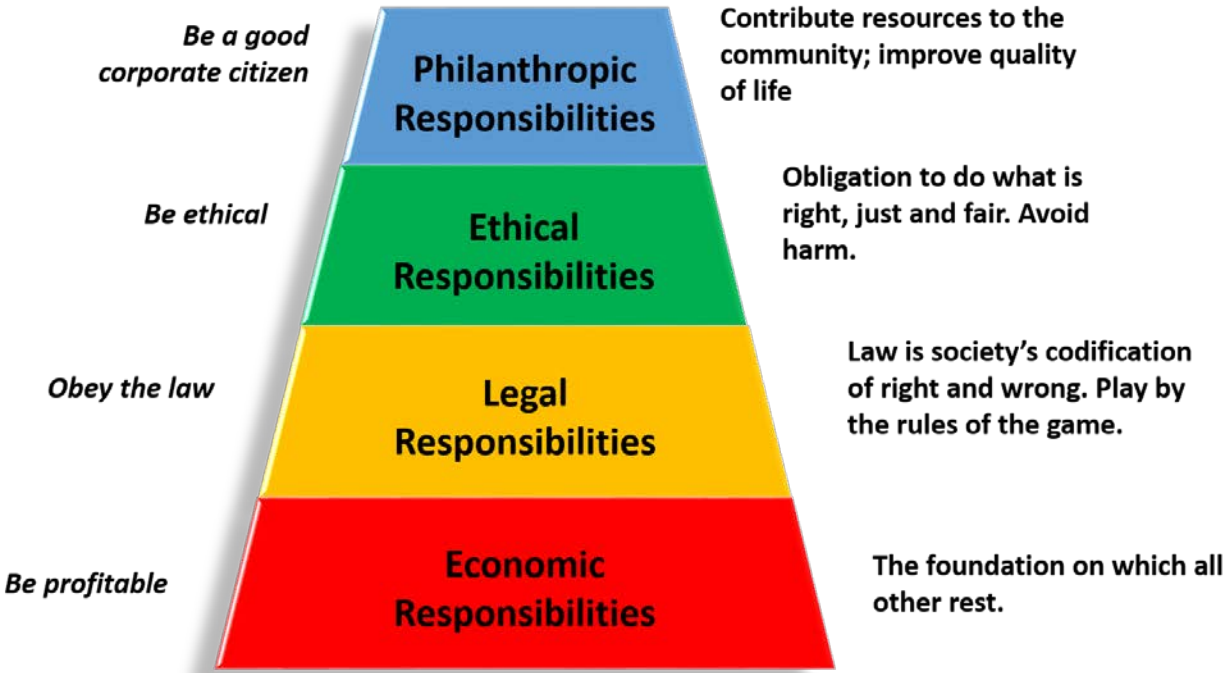 Be a good
corporate citizen
Philanthropic
Responsibilities
Contribute resources to the
community; improve quality
of life
Be ethical
Ethical
Responsibilities
Obligation to do what is
right, just and fair. Avoid
harm.
Obey the law
Legal
Responsibilities
Law is society’s codification
of right and wrong. Play by
the rules of the game.
Be profitable
Economic
Responsibilities
The foundation on which all
other rest.